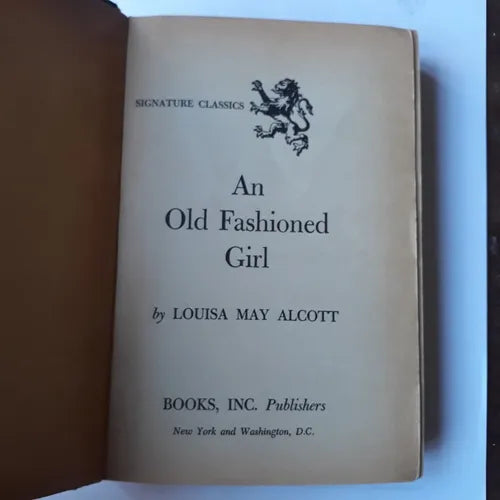 SIGNATURE CLASSICS
An
Old Fashioned
Girl
by LOUISA MAY ALCOTT
BOOKS, INC. Publishers
New York and Washington, D.C.